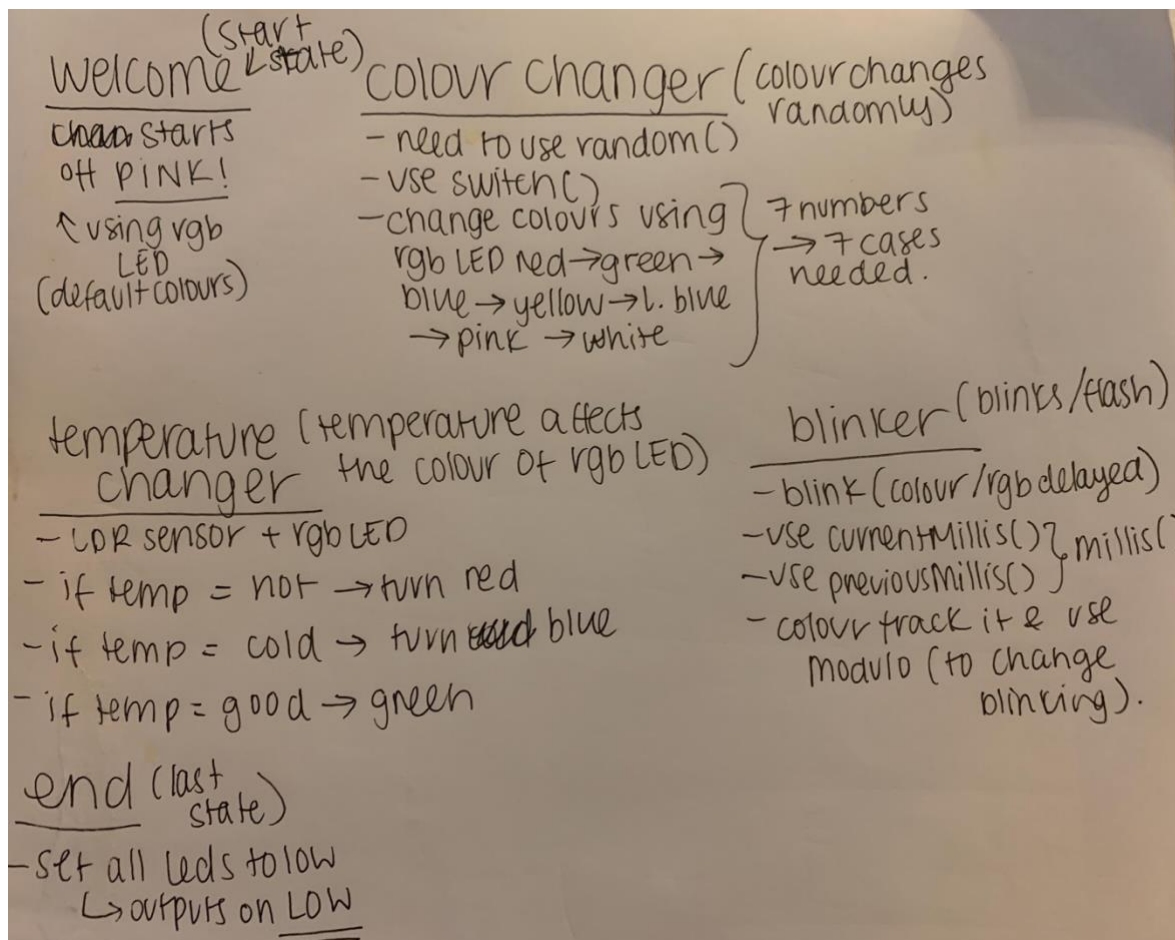 welcome (start
↳ state)
starts
off PINK!
↑ using rgb
LED
(default colours)
colour changer (colour changes
randomly)
- need to use random()
- use switch()
- change colours using
rgb LED red → green →
blue → yellow → l. blue
→ pink → white
7 numbers
→ 7 cases
needed.
temperature (temperature affects
changer the colour of rgb LED)
- LDR sensor + rgb LED
- if temp = hot → turn red
- if temp = cold → turn blue
- if temp = good → green
blinker (blinks/flash)
- blink (colour/rgb delayed)
- use currentMillis() } millis(
- use previousMillis()
- colour track it & use
modulo (to change
blinking).
end (last
state)
- set all leds to low
↳ outputs on LOW